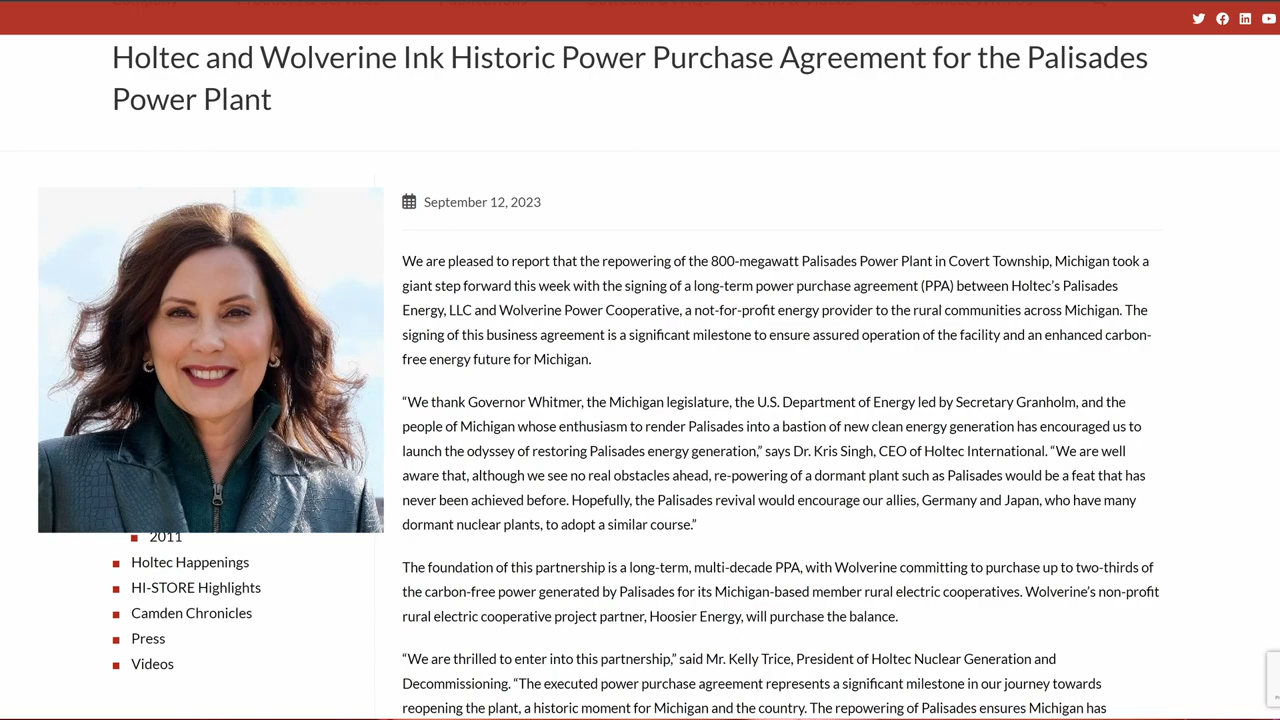 Holtec and Wolverine Ink Historic Power Purchase Agreement for the Palisades
Power Plant
September 12, 2023
We are pleased to report that the repowering of the 800-megawatt Palisades Power Plant in Covert Township, Michigan took a
giant step forward this week with the signing of a long-term power purchase agreement (PPA) between Holtec’s Palisades
Energy, LLC and Wolverine Power Cooperative, a not-for-profit energy provider to the rural communities across Michigan. The
signing of this business agreement is a significant milestone to ensure assured operation of the facility and an enhanced carbon-
free energy future for Michigan.
“We thank Governor Whitmer, the Michigan legislature, the U.S. Department of Energy led by Secretary Granholm, and the
people of Michigan whose enthusiasm to render Palisades into a bastion of new clean energy generation has encouraged us to
launch the odyssey of restoring Palisades energy generation,” says Dr. Kris Singh, CEO of Holtec International. “We are well
aware that, although we see no real obstacles ahead, re-powering of a dormant plant such as Palisades would be a feat that has
never been achieved before. Hopefully, the Palisades revival would encourage our allies, Germany and Japan, who have many
dormant nuclear plants, to adopt a similar course.”
The foundation of this partnership is a long-term, multi-decade PPA, with Wolverine committing to purchase up to two-thirds of
the carbon-free power generated by Palisades for its Michigan-based member rural electric cooperatives. Wolverine’s non-profit
rural electric cooperative project partner, Hoosier Energy, will purchase the balance.
“We are thrilled to enter into this partnership,” said Mr. Kelly Trice, President of Holtec Nuclear Generation and
Decommissioning. “The executed power purchase agreement represents a significant milestone in our journey towards
reopening the plant, a historic moment for Michigan and the country. The repowering of Palisades ensures Michigan has
2011
Holtec Happenings
HI-STORE Highlights
Camden Chronicles
Press
Videos